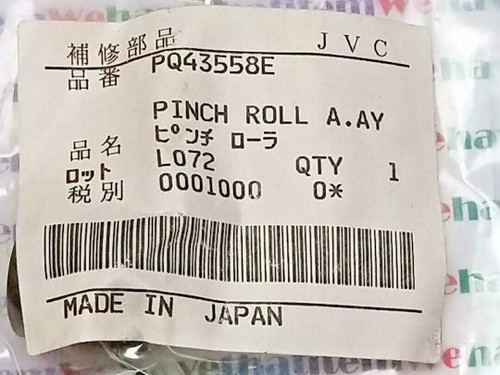 補修部品 JVC
品番 PQ43558E
PINCH ROLL A.AY
品名 ピンチ ローラ
ロット L072 QTY 1
税別 0001000 0*
MADE IN JAPAN